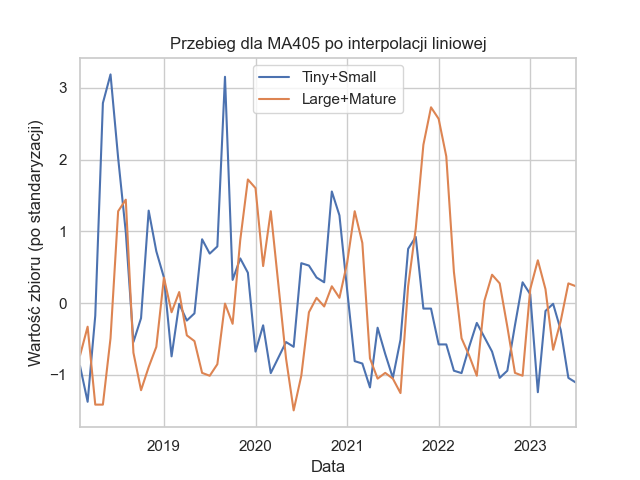 Przebieg dla MA405 po interpolacji liniowej
Tiny+Small
Large+Mature
Wartość zbioru (po standaryzacji)
3
2
1
0
−1
2019 2020 2021 2022 2023
Data